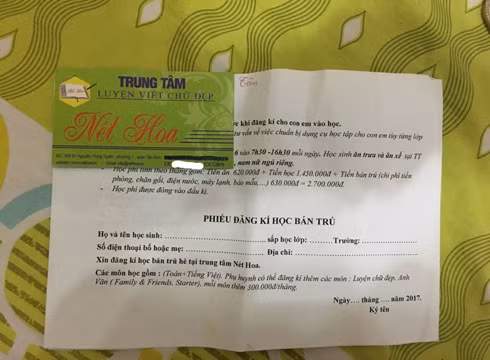 TRUNG TÂM
LUYỆN VIẾT CHỮ ĐẸP
Nét Hoa
khi đăng kí cho con em vào học.
tư vấn về việc chuẩn bị dụng cụ học tập cho con em tùy từng lớp
6 vào 7h30 -16h30 mỗi ngày. Học sinh ăn trưa và ăn xế tại TT
nam nữ ngủ riêng.
- Học phí tính theo tháng gồm: Tiền ăn 620.000đ + Tiền học 1.450.000đ + Tiền bán trú (chi phí tiền
phòng, chăn gối, điện nước, máy lạnh, bảo mẫu,...) 630.000đ = 2.700.000đ.
- Học phí được đóng vào đầu kì.
PHIẾU ĐĂNG KÍ HỌC BÁN TRÚ
Họ và tên học sinh: ........................ sắp học lớp: ......... Trường: ................
Số điện thoại bố hoặc mẹ: ........................ Địa chỉ: ................................
Xin đăng kí học bán trú hè tại trung tâm Nét Hoa.
Các môn học gồm : (Toán+Tiếng Việt). Phụ huynh có thể đăng kí thêm các môn : Luyện chữ đẹp. Anh
Văn ( Family & Friends, Starter), mỗi môn thêm 300.000đ/tháng.
Ngày.... tháng .... năm 2017.
Ký tên